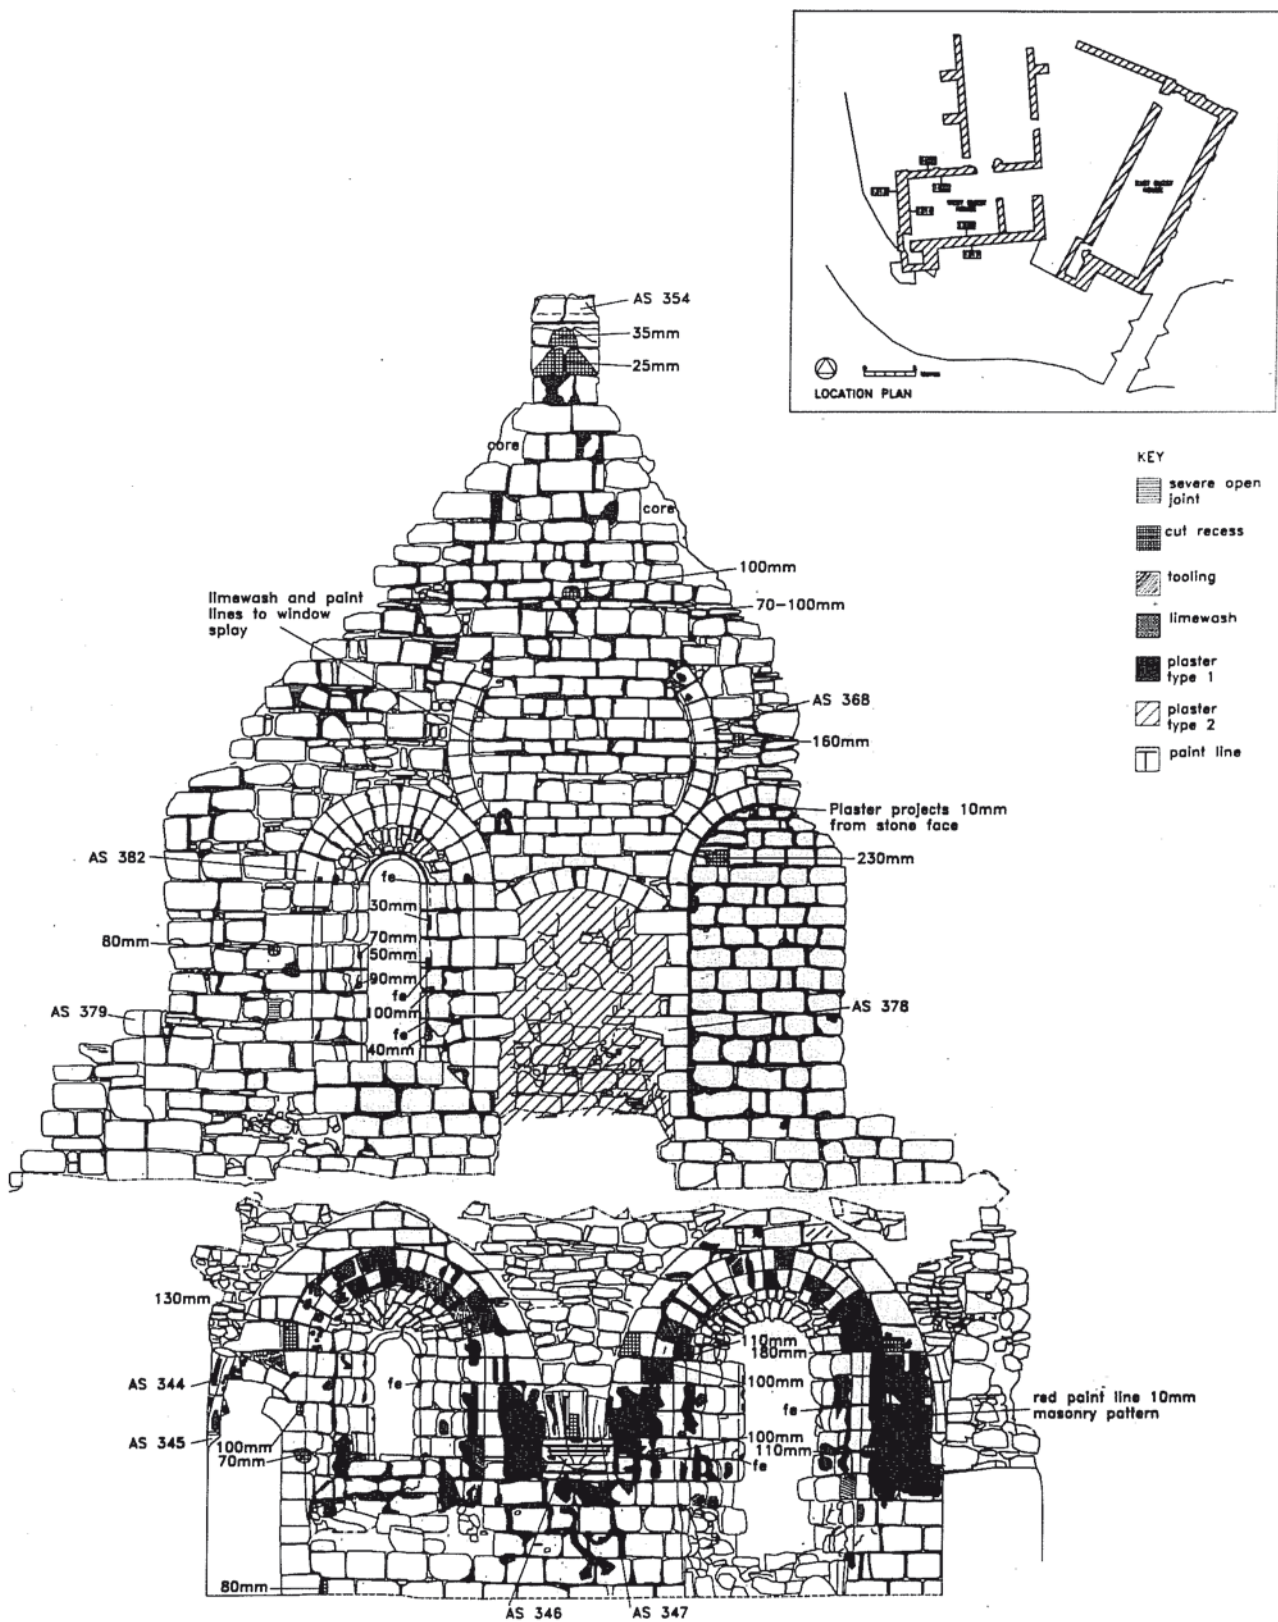 LOCATION PLAN
AS 354
35mm
25mm
core
core
KEY
severe open
joint
cut recess
tooling
limewash
plaster
type 1
plaster
type 2
paint line
100mm
70-100mm
limewash and paint
lines to window
splay
AS 368
160mm
Plaster projects 10mm
from stone face
230mm
AS 382
fe
30mm
80mm
70mm
50mm
90mm
fe
100mm
fe
40mm
AS 379
AS 378
130mm
110mm
180mm
AS 344
fe
100mm
fe
red paint line 10mm
masonry pattern
AS 345
100mm
70mm
100mm
110mm
fe
80mm
AS 346
AS 347